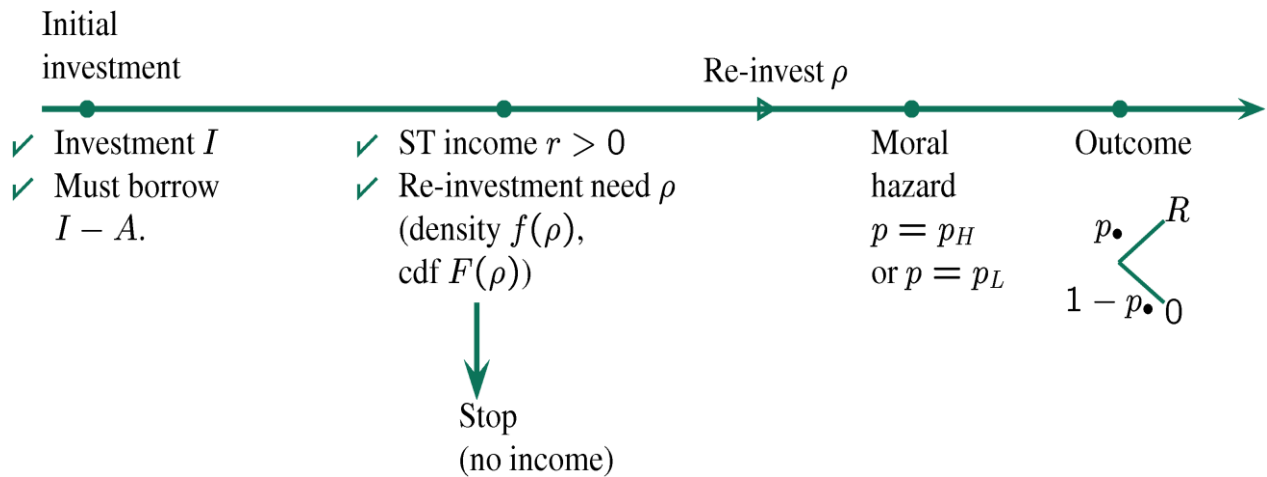 Initial
investment
Re-invest ρ
Investment I
Must borrow
I − A.
ST income r > 0
Re-investment need ρ
(density f(ρ),
cdf F(ρ))
Stop
(no income)
Moral
hazard
p = p_H
or p = p_L
Outcome
p•
R
1 − p•
0